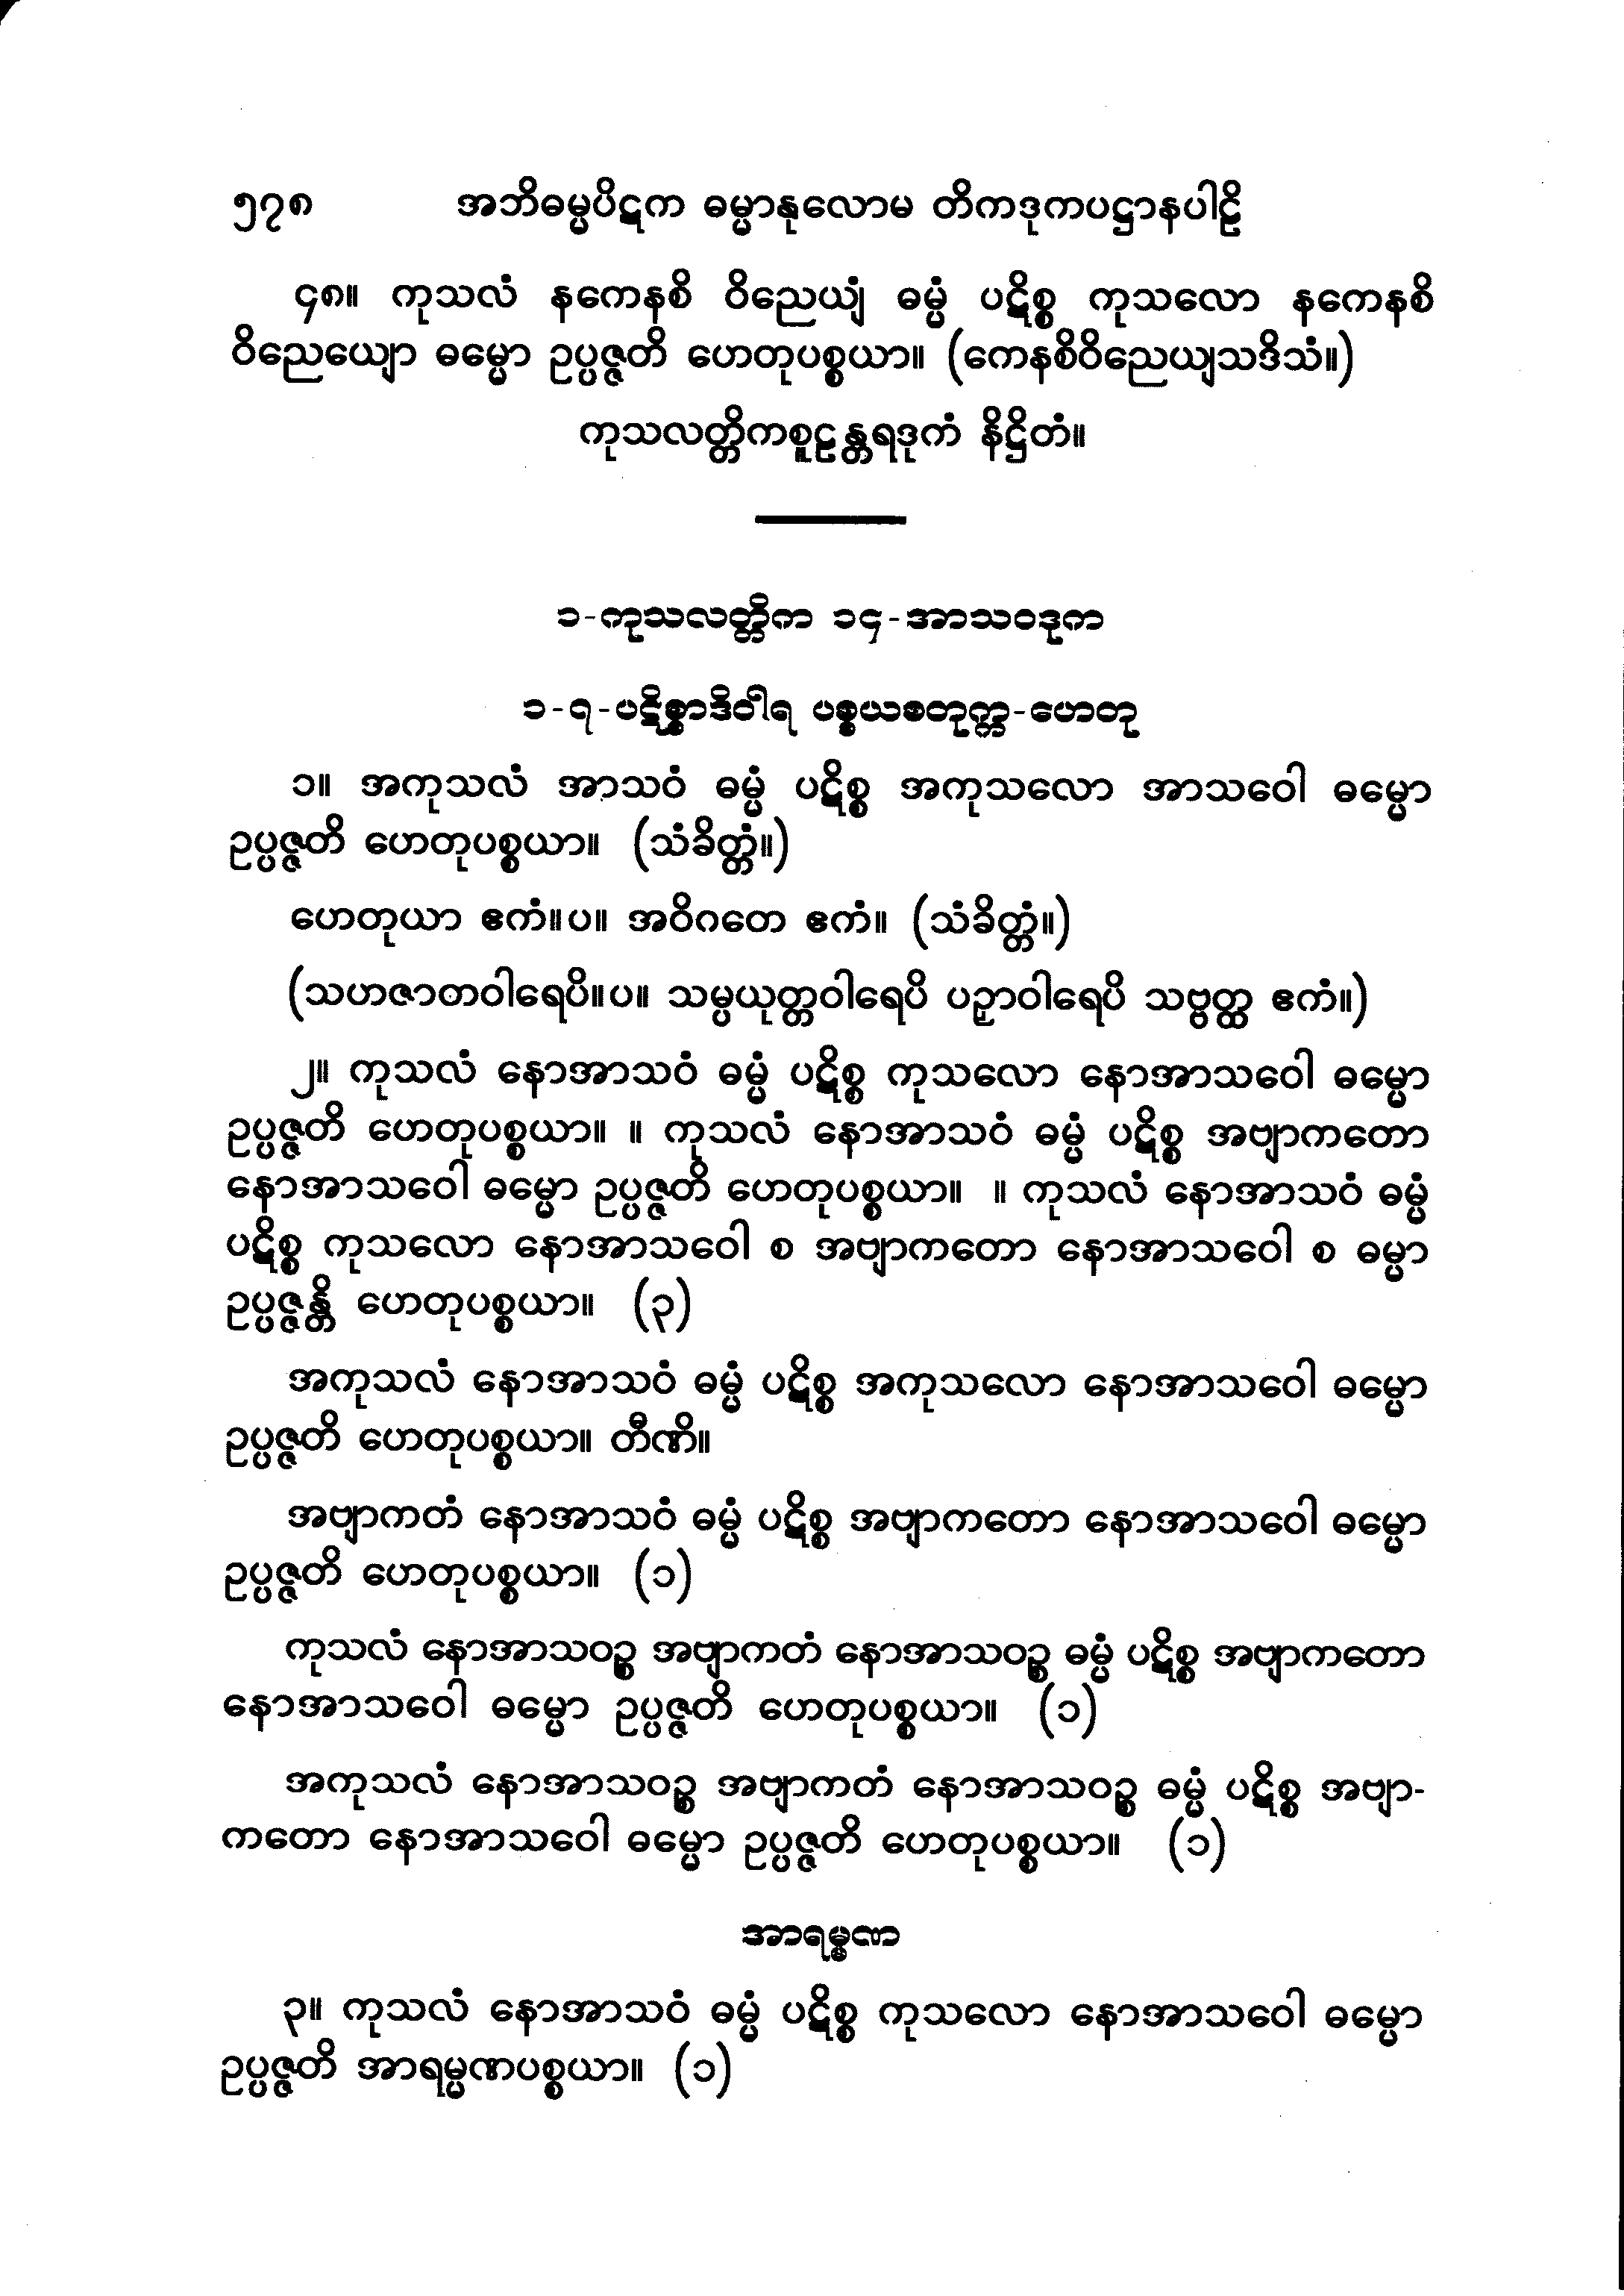 ၅၇၈ အဘိဓမ္မပိဋက ဓမ္မာနုလောမ တိကဒုကပဋ္ဌာနပါဠိ
၄၈။ ကုသလံ နကေနစိ ဝိညေယျံ ဓမ္မံ ပဋိစ္စ ကုသလော နကေနစိ
ဝိညေယျော ဓမ္မော ဥပ္ပဇ္ဇတိ ဟေတုပစ္စယာ။ (ကေနစိဝိညေယျသဒိသံ။)
ကုသလတ္တိကစူဠန္တရဒုကံ နိဋ္ဌိတံ။
၁-ကုသလတ္တိက ၁၄-အာသဝဒုက
၁-၇-ပဋိစ္စာဒိဝါရ ပစ္စယစတုက္က-ဟေတု
၁။ အကုသလံ အာသဝံ ဓမ္မံ ပဋိစ္စ အကုသလော အာသဝေါ ဓမ္မော
ဥပ္ပဇ္ဇတိ ဟေတုပစ္စယာ။ (သံခိတ္တံ။)
ဟေတုယာ ဧကံ။ပ။ အဝိဂတေ ဧကံ။ (သံခိတ္တံ။)
(သဟဇာတဝါရေပိ။ပ။ သမ္ပယုတ္တဝါရေပိ ပဉှာဝါရေပိ သဗ္ဗတ္ထ ဧကံ။)
၂။ ကုသလံ နောအာသဝံ ဓမ္မံ ပဋိစ္စ ကုသလော နောအာသဝေါ ဓမ္မော
ဥပ္ပဇ္ဇတိ ဟေတုပစ္စယာ။ ။ ကုသလံ နောအာသဝံ ဓမ္မံ ပဋိစ္စ အဗျာကတော
နောအာသဝေါ ဓမ္မော ဥပ္ပဇ္ဇတိ ဟေတုပစ္စယာ။ ။ ကုသလံ နောအာသဝံ ဓမ္မံ
ပဋိစ္စ ကုသလော နောအာသဝေါ စ အဗျာကတော နောအာသဝေါ စ ဓမ္မာ
ဥပ္ပဇ္ဇန္တိ ဟေတုပစ္စယာ။ (၃)
အကုသလံ နောအာသဝံ ဓမ္မံ ပဋိစ္စ အကုသလော နောအာသဝေါ ဓမ္မော
ဥပ္ပဇ္ဇတိ ဟေတုပစ္စယာ။ တီဏိ။
အဗျာကတံ နောအာသဝံ ဓမ္မံ ပဋိစ္စ အဗျာကတော နောအာသဝေါ ဓမ္မော
ဥပ္ပဇ္ဇတိ ဟေတုပစ္စယာ။ (၁)
ကုသလံ နောအာသဝဉ္စ အဗျာကတံ နောအာသဝဉ္စ ဓမ္မံ ပဋိစ္စ အဗျာကတော
နောအာသဝေါ ဓမ္မော ဥပ္ပဇ္ဇတိ ဟေတုပစ္စယာ။ (၁)
အကုသလံ နောအာသဝဉ္စ အဗျာကတံ နောအာသဝဉ္စ ဓမ္မံ ပဋိစ္စ အဗျာ-
ကတော နောအာသဝေါ ဓမ္မော ဥပ္ပဇ္ဇတိ ဟေတုပစ္စယာ။ (၁)
အာရမ္မဏ
၃။ ကုသလံ နောအာသဝံ ဓမ္မံ ပဋိစ္စ ကုသလော နောအာသဝေါ ဓမ္မော
ဥပ္ပဇ္ဇတိ အာရမ္မဏပစ္စယာ။ (၁)